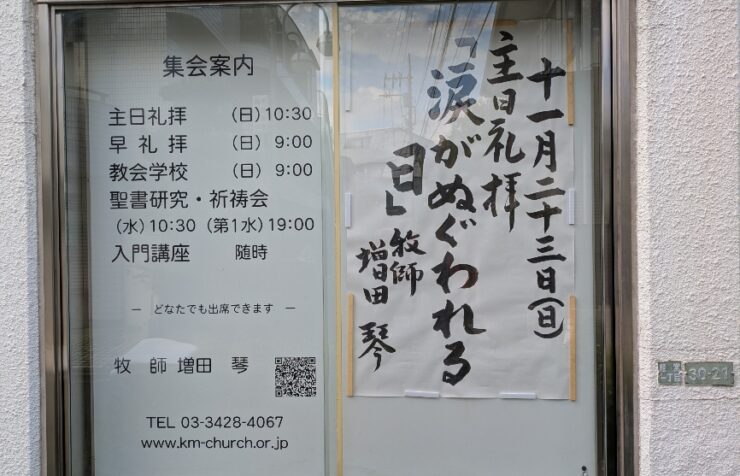 集会案内
主日礼拝 (日) 10:30
早礼拝 (日) 9:00
教会学校 (日) 9:00
聖書研究・祈祷会
(水) 10:30 (第1水) 19:00
入門講座 随時
― どなたでも出席できます ―
牧師 増田 琴
TEL 03-3428-4067
www.km-church.or.jp
十一月二十三日(日)
主日礼拝
「涙がぬぐわれる
日」
牧師
増田 琴
30-21